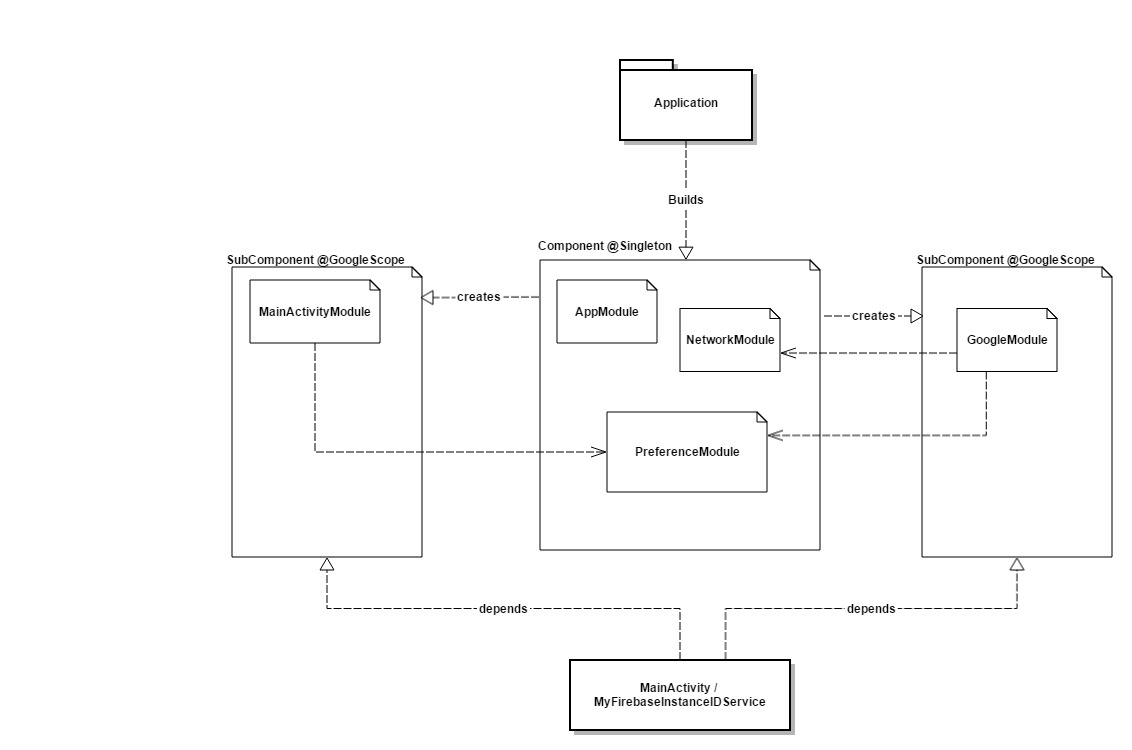 Application
Builds
Component @Singleton
SubComponent @GoogleScope
SubComponent @GoogleScope
MainActivityModule
creates
AppModule
creates
NetworkModule
GoogleModule
PreferenceModule
depends
depends
MainActivity /
MyFirebaseInstanceIDService